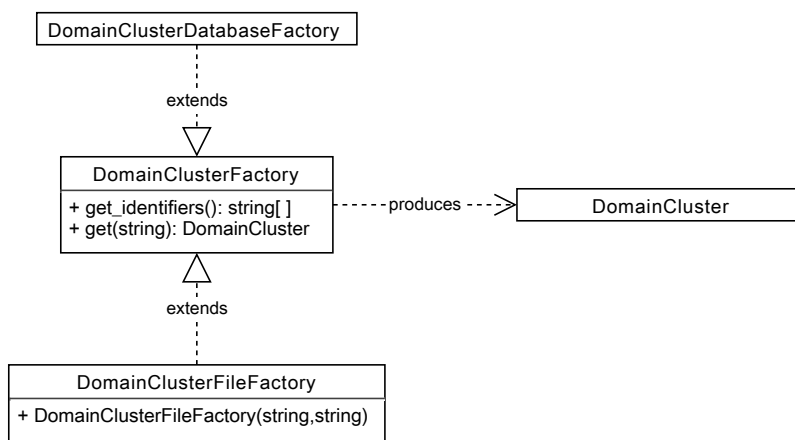 DomainClusterDatabaseFactory
extends
DomainClusterFactory
+ get_identifiers(): string[ ]
+ get(string): DomainCluster
produces
DomainCluster
extends
DomainClusterFileFactory
+ DomainClusterFileFactory(string,string)